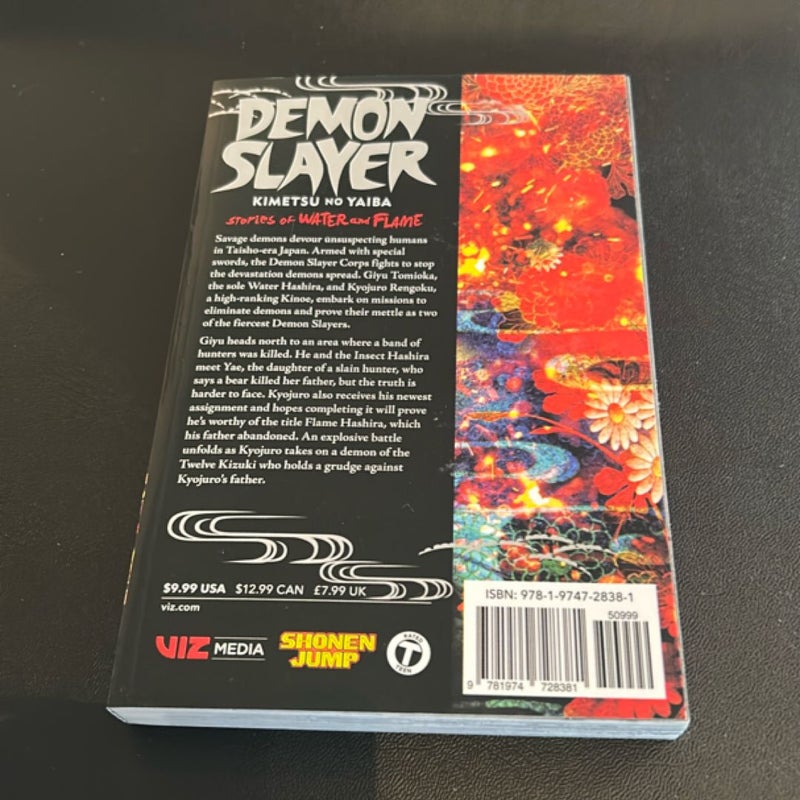 DEMON
SLAYER
KIMETSU NO YAIBA
STORIES OF WATER AND FLAME
Savage demons devour unsuspecting humans
in Taisho-era Japan. Armed with special
swords, the Demon Slayer Corps fights to stop
the devastation demons spread. Giyu Tomioka,
the sole Water Hashira, and Kyojuro Rengoku,
a high-ranking Kinoe, embark on missions to
eliminate demons and prove their mettle as two
of the fiercest Demon Slayers.
Giyu heads north to an area where a band of
hunters was killed. He and the Insect Hashira
meet Yae, the daughter of a slain hunter, who
says a bear killed her father, but the truth is
harder to face. Kyojuro also receives his newest
assignment and hopes completing it will prove
he's worthy of the title Flame Hashira, which
his father abandoned. An explosive battle
unfolds as Kyojuro takes on a demon of the
Twelve Kizuki who holds a grudge against
Kyojuro's father.
$9.99 USA $12.99 CAN £7.99 UK
viz.com
VIZ MEDIA
SHONEN
JUMP
RATED
T
TEEN
ISBN: 978-1-9747-2838-1
50999
9 781974 728381